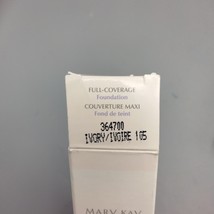 FULL-COVERAGE
Foundation
COUVERTURE MAXI
Fond de teint
364700
IVORY/IVOIRE 105
MARY KAY